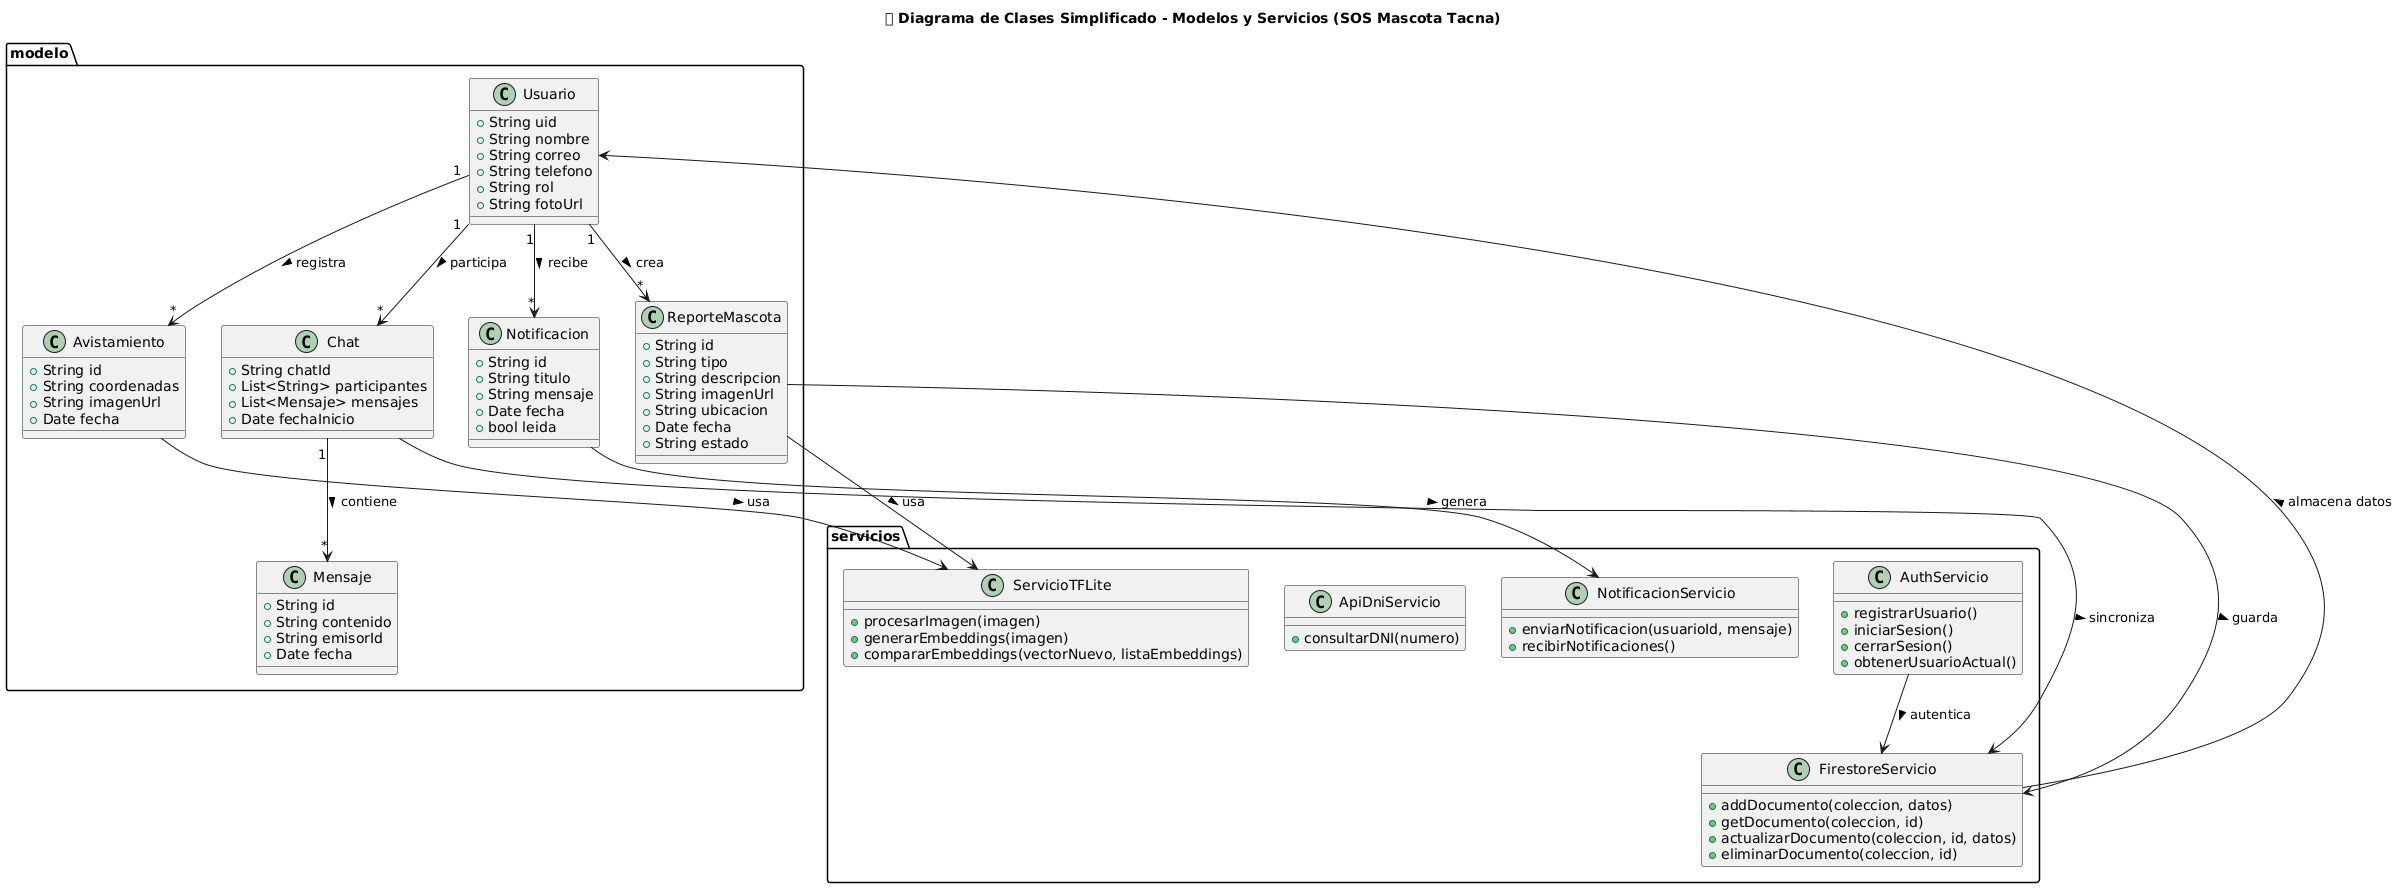 Diagrama de Clases Simplificado - Modelos y Servicios (SOS Mascota Tacna)
modelo
C Usuario
String uid
String nombre
String correo
String telefono
String rol
String fotoUrl
1
1
1
1
registra
participa
recibe
crea
*
*
*
*
C Avistamiento
String id
String coordenadas
String imagenUrl
Date fecha
C Chat
String chatId
List<String> participantes
List<Mensaje> mensajes
Date fechaInicio
C Notificacion
String id
String titulo
String mensaje
Date fecha
bool leida
C ReporteMascota
String id
String tipo
String descripcion
String imagenUrl
String ubicacion
Date fecha
String estado
1
contiene
*
usa
usa
genera
almacena datos
C Mensaje
String id
String contenido
String emisorId
Date fecha
servicios
C ServicioTFLite
procesarImagen(imagen)
generarEmbeddings(imagen)
compararEmbeddings(vectorNuevo, listaEmbeddings)
C ApiDniServicio
consultarDNI(numero)
C NotificacionServicio
enviarNotificacion(usuarioId, mensaje)
recibirNotificaciones()
C AuthServicio
registrarUsuario()
iniciarSesion()
cerrarSesion()
obtenerUsuarioActual()
sincroniza
guarda
autentica
C FirestoreServicio
addDocumento(coleccion, datos)
getDocumento(coleccion, id)
actualizarDocumento(coleccion, id, datos)
eliminarDocumento(coleccion, id)